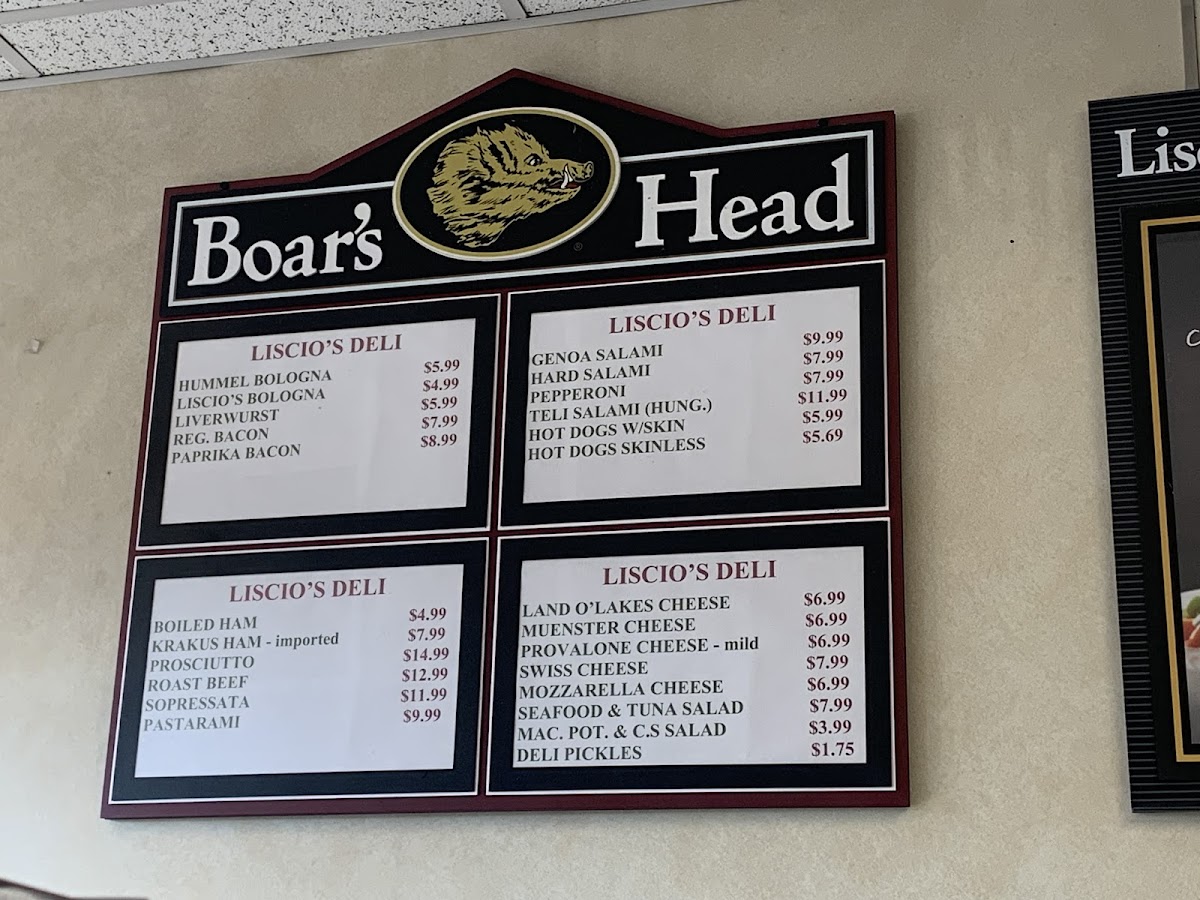 Boar's Head
®
LISCIO'S DELI
HUMMEL BOLOGNA $5.99
LISCIO'S BOLOGNA $4.99
LIVERWURST $5.99
REG. BACON $7.99
PAPRIKA BACON $8.99
LISCIO'S DELI
GENOA SALAMI $9.99
HARD SALAMI $7.99
PEPPERONI $7.99
TELI SALAMI (HUNG.) $11.99
HOT DOGS W/SKIN $5.99
HOT DOGS SKINLESS $5.69
LISCIO'S DELI
BOILED HAM $4.99
KRAKUS HAM - imported $7.99
PROSCIUTTO $14.99
ROAST BEEF $12.99
SOPRESSATA $11.99
PASTARAMI $9.99
LISCIO'S DELI
LAND O'LAKES CHEESE $6.99
MUENSTER CHEESE $6.99
PROVALONE CHEESE - mild $6.99
SWISS CHEESE $7.99
MOZZARELLA CHEESE $6.99
SEAFOOD & TUNA SALAD $7.99
MAC. POT. & C.S SALAD $3.99
DELI PICKLES $1.75